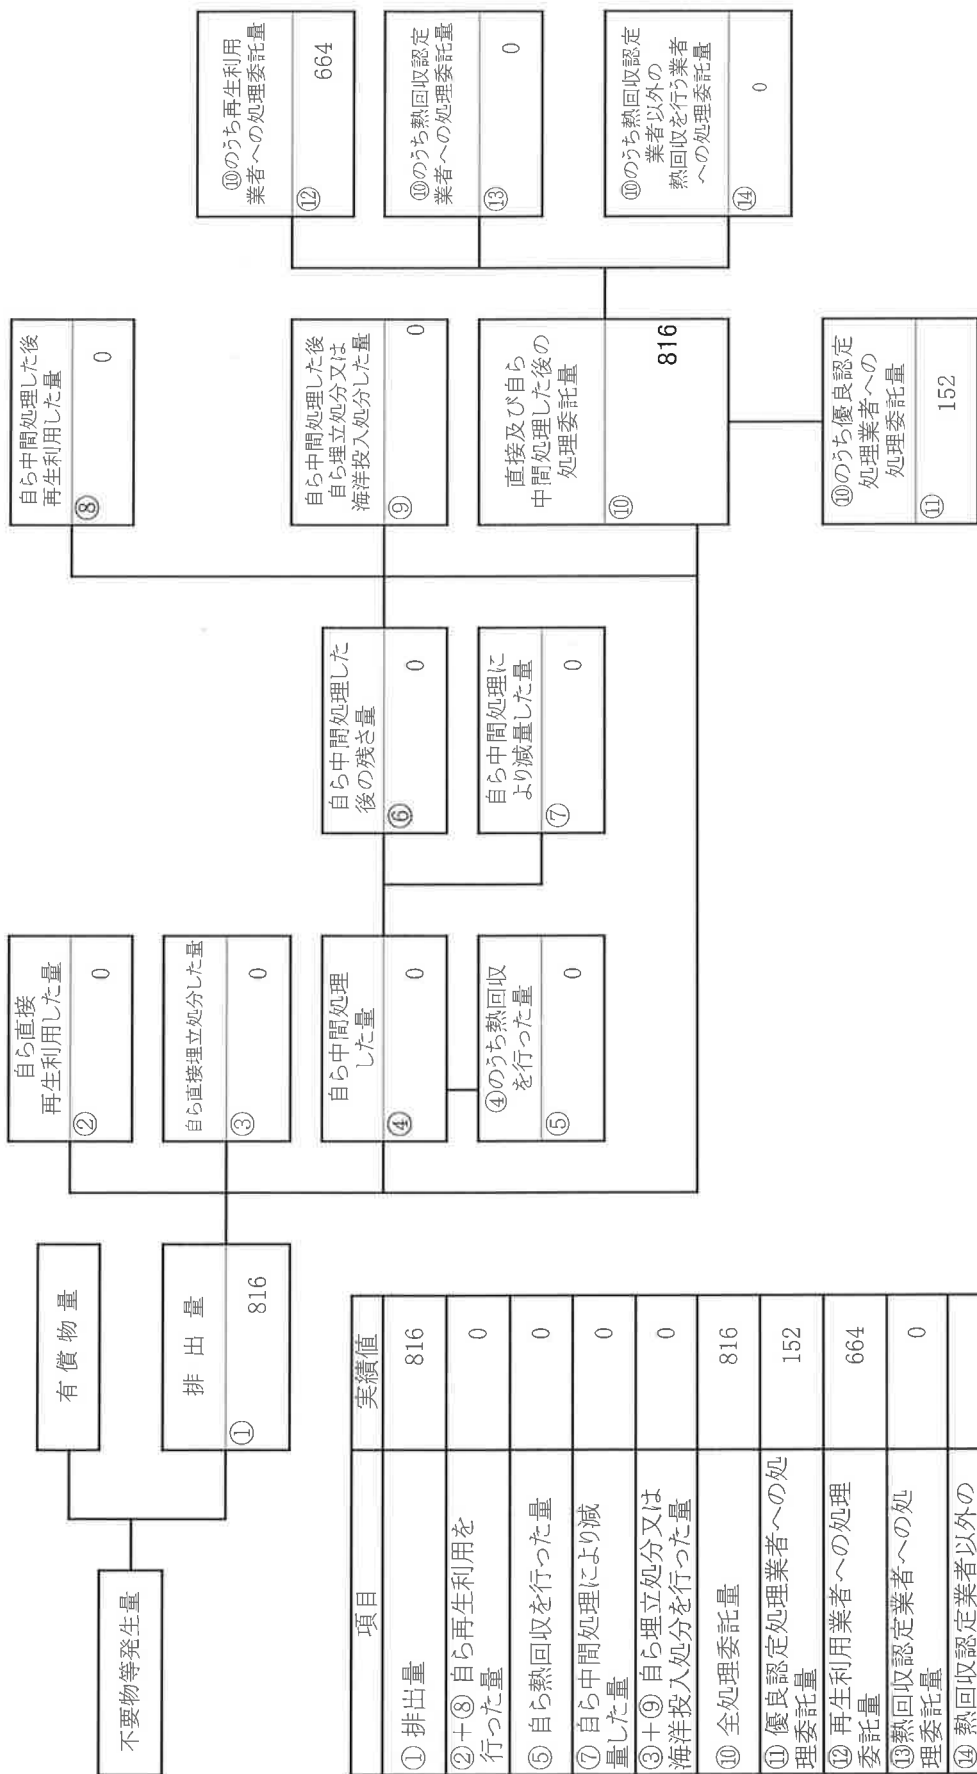 不要物等発生量
有償物量
排出量
①
816
自ら直接
再生利用した量
②
0
自ら直接埋立処分した量
③
0
自ら中間処理
した量
④
0
④のうち熱回収
を行った量
⑤
0
自ら中間処理した
後の残さ量
⑥
0
自ら中間処理に
より減量した量
⑦
0
自ら中間処理した後
再生利用した量
⑧
0
自ら中間処理した後
自ら埋立処分又は
海洋投入処分した量
⑨
0
直接及び自ら
中間処理した後の
処理委託量
⑩
816
⑩のうち優良認定
処理業者への
処理委託量
⑪
152
⑩のうち再生利用
業者への処理委託量
⑫
664
⑩のうち熱回収認定
業者への処理委託量
⑬
0
⑩のうち熱回収認定
業者以外の
熱回収を行う業者
への処理委託量
⑭
0
項目 実績値
① 排出量 816
②+⑧ 自ら再生利用を
行った量 0
⑤ 自ら熱回収を行った量 0
⑦ 自ら中間処理により減
量した量 0
③+⑨ 自ら埋立処分又は
海洋投入処分を行った量 0
⑩ 全処理委託量 816
⑪ 優良認定処理業者への処
理委託量 152
⑫ 再生利用業者への処理
委託量 664
⑬熱回収認定業者への処
理委託量 0
⑭ 熱回収認定業者以外の